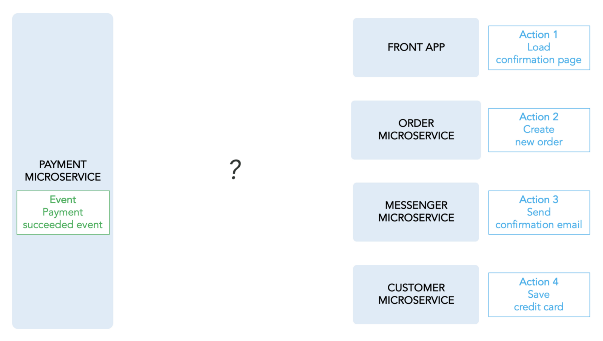 PAYMENT
MICROSERVICE
Event
Payment
succeeded event
?
FRONT APP
Action 1
Load
confirmation page
ORDER
MICROSERVICE
Action 2
Create
new order
MESSENGER
MICROSERVICE
Action 3
Send
confirmation email
CUSTOMER
MICROSERVICE
Action 4
Save
credit card